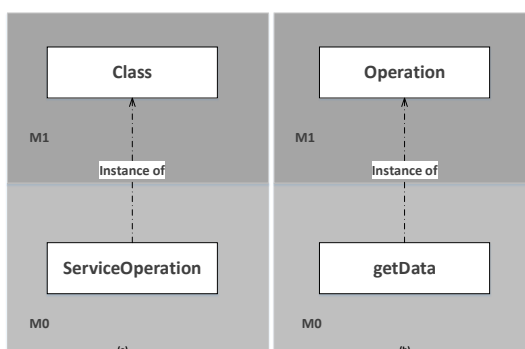 Class
M1
Instance of
ServiceOperation
M0
Operation
M1
Instance of
getData
M0